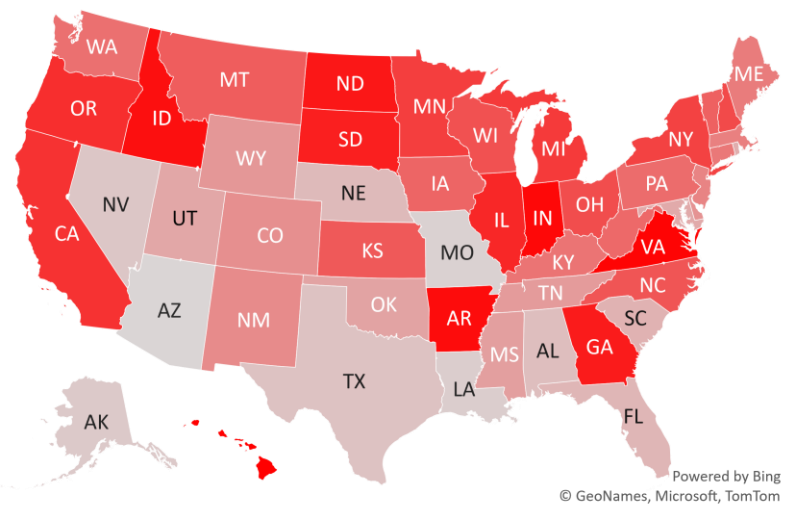 WA
MT
ND
MN
ME
OR
ID
SD
WI
MI
NY
WY
IA
PA
NE
NV
UT
IL
IN
OH
CA
CO
KS
MO
KY
VA
NC
AZ
NM
OK
TN
AR
SC
MS
AL
GA
TX
LA
FL
AK
Powered by Bing
© GeoNames, Microsoft, TomTom